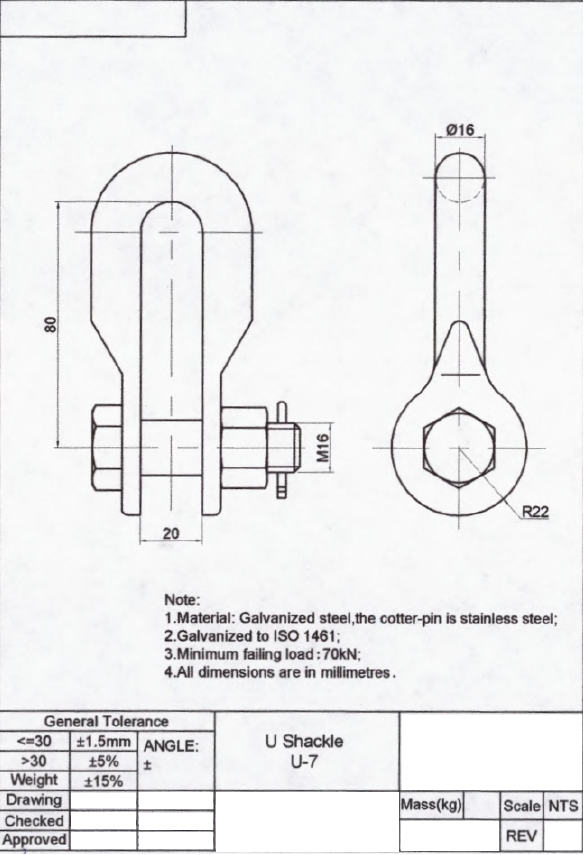 Ø16
80
M16
20
R22
Note:
1.Material: Galvanized steel,the cotter-pin is stainless steel;
2.Galvanized to ISO 1461;
3.Minimum failing load:70kN;
4.All dimensions are in millimetres.
General Tolerance
<=30 ±1.5mm ANGLE:
>30 ±5% ±
Weight ±15%
U Shackle
U-7
Drawing
Checked
Approved
Mass(kg) Scale NTS
REV